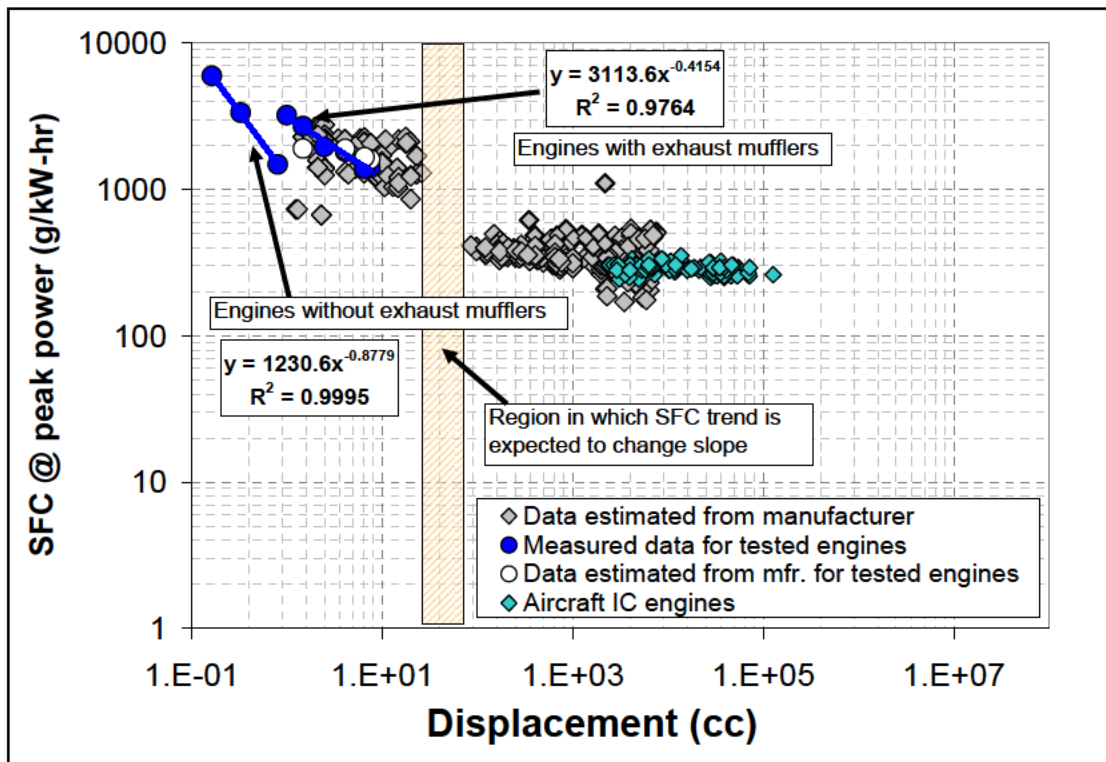 SFC @ peak power (g/kW-hr)
10000
1000
100
10
1
y = 3113.6x^-0.4154
R² = 0.9764
Engines with exhaust mufflers
Engines without exhaust mufflers
y = 1230.6x^-0.8779
R² = 0.9995
Region in which SFC trend is
expected to change slope
Data estimated from manufacturer
Measured data for tested engines
Data estimated from mfr. for tested engines
Aircraft IC engines
1.E-01 1.E+01 1.E+03 1.E+05 1.E+07
Displacement (cc)